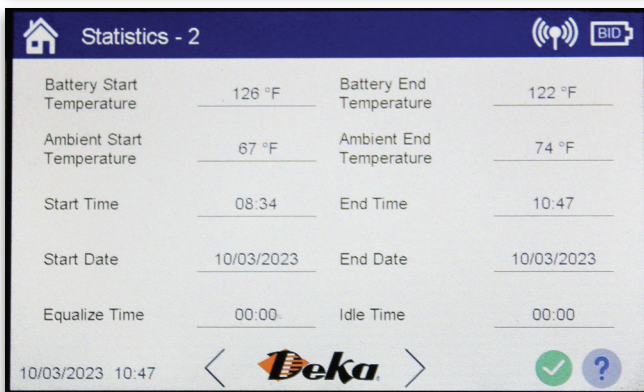 Statistics - 2
BID
Battery Start Temperature 126 °F Battery End Temperature 122 °F
Ambient Start Temperature 67 °F Ambient End Temperature 74 °F
Start Time 08:34 End Time 10:47
Start Date 10/03/2023 End Date 10/03/2023
Equalize Time 00:00 Idle Time 00:00
10/03/2023 10:47 < Deka > ?